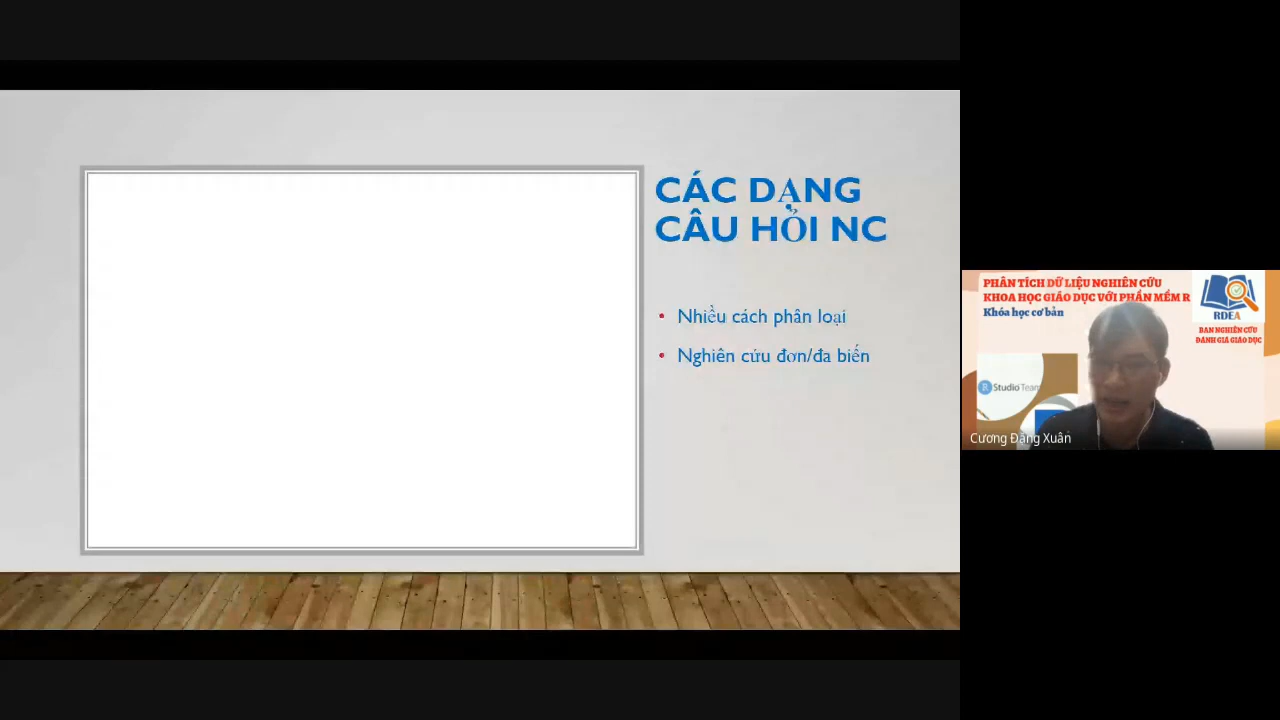 CÁC DẠNG
CÂU HỎI NC
• Nhiều cách phân loại
• Nghiên cứu đơn/đa biến
PHÂN TÍCH DỮ LIỆU NGHIÊN CỨU
KHOA HỌC GIÁO DỤC VỚI PHẦN MỀM R
Khóa học cơ bản
RDEA
BAN NGHIÊN CỨU
ĐÁNH GIÁ GIÁO DỤC
R Studio Team
Cương Đặng Xuân